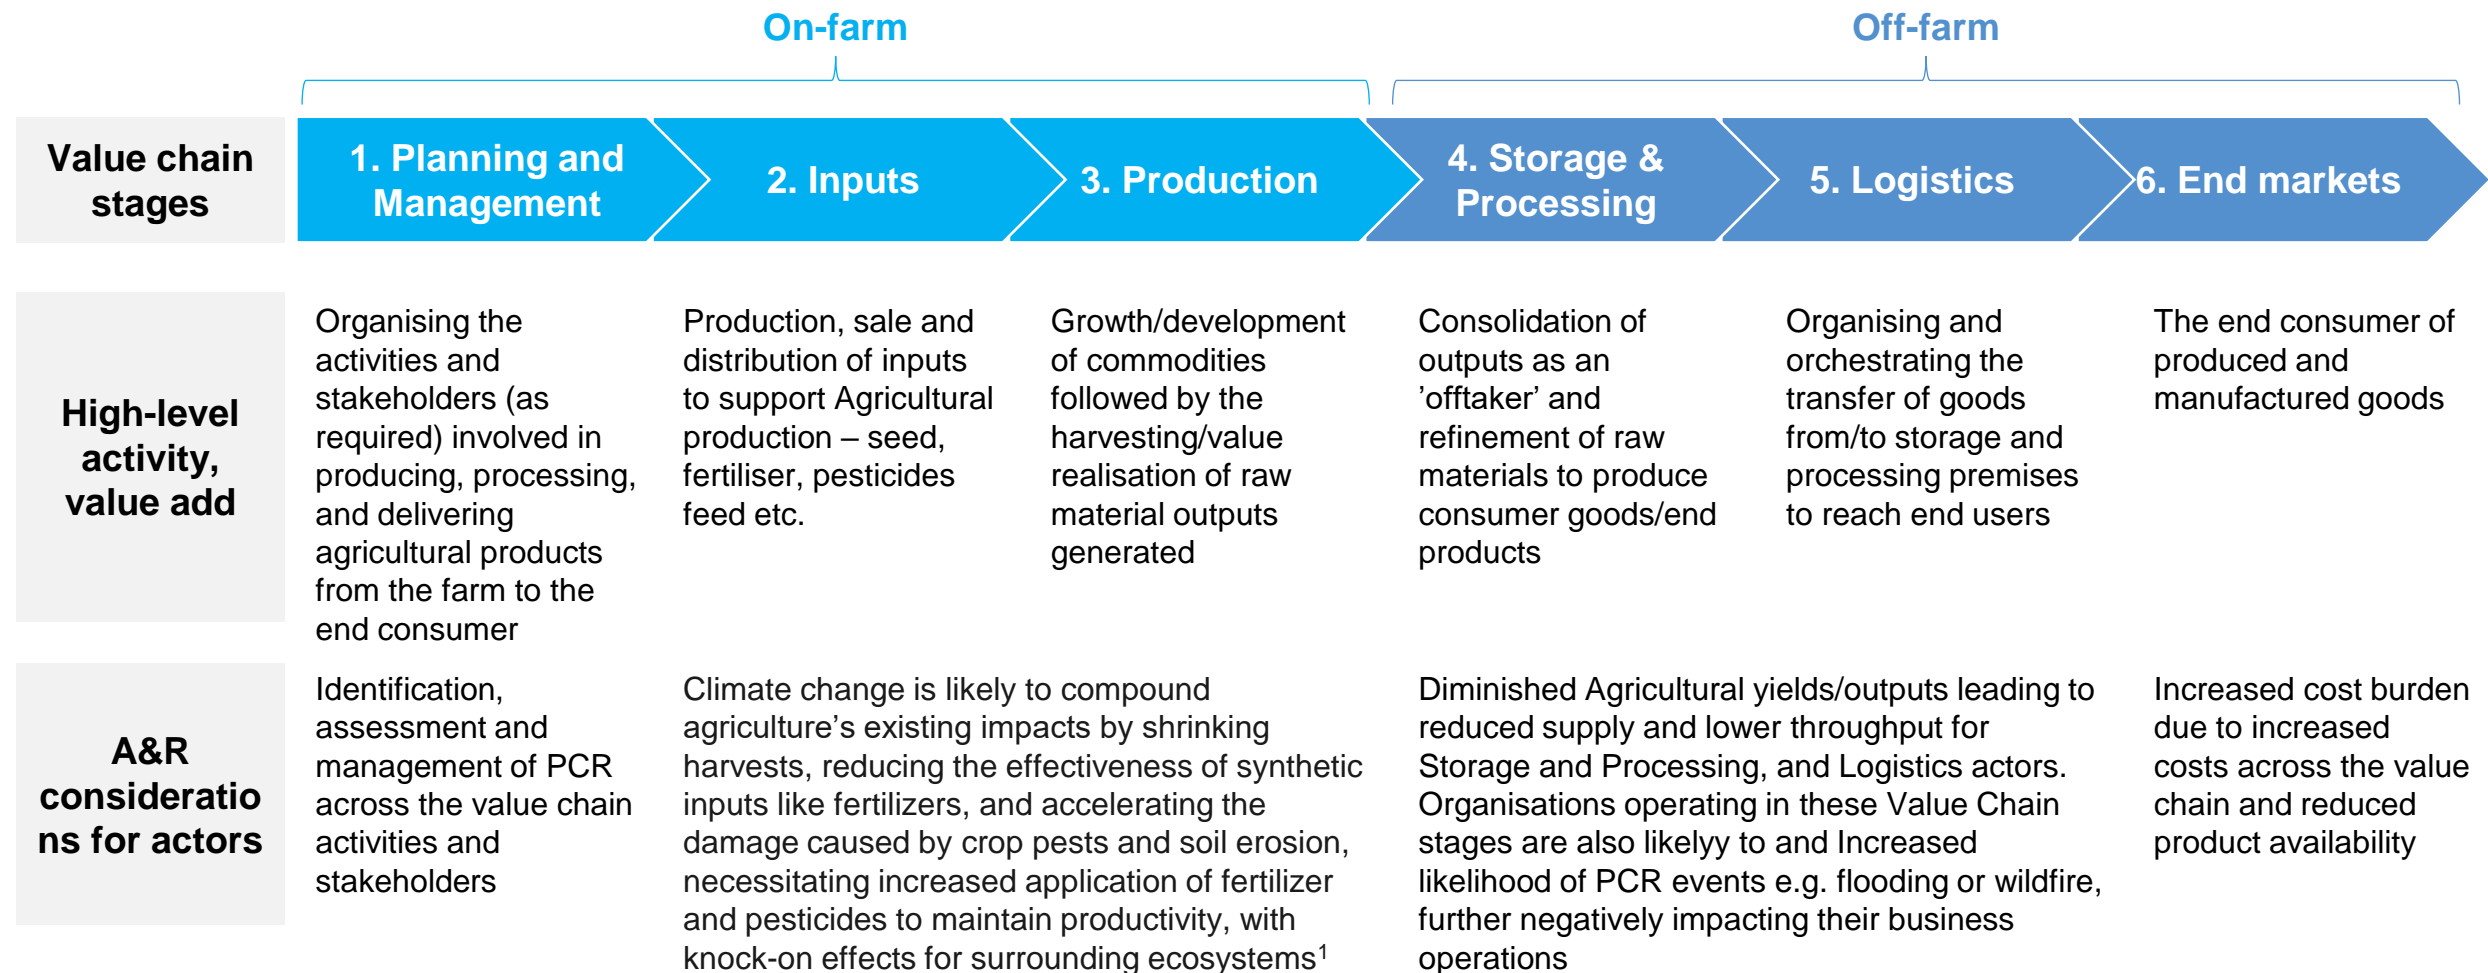 On-farm
Off-farm
Value chain
stages
1. Planning and
Management
2. Inputs
3. Production
4. Storage &
Processing
5. Logistics
6. End markets
High-level
activity,
value add
Organising the
activities and
stakeholders (as
required) involved in
producing, processing,
and delivering
agricultural products
from the farm to the
end consumer
Production, sale and
distribution of inputs
to support Agricultural
production – seed,
fertiliser, pesticides
feed etc.
Growth/development
of commodities
followed by the
harvesting/value
realisation of raw
material outputs
generated
Consolidation of
outputs as an
’offtaker’ and
refinement of raw
materials to produce
consumer goods/end
products
Organising and
orchestrating the
transfer of goods
from/to storage and
processing premises
to reach end users
The end consumer of
produced and
manufactured goods
A&R
consideratio
ns for actors
Identification,
assessment and
management of PCR
across the value chain
activities and
stakeholders
Climate change is likely to compound
agriculture’s existing impacts by shrinking
harvests, reducing the effectiveness of synthetic
inputs like fertilizers, and accelerating the
damage caused by crop pests and soil erosion,
necessitating increased application of fertilizer
and pesticides to maintain productivity, with
knock-on effects for surrounding ecosystems¹
Diminished Agricultural yields/outputs leading to
reduced supply and lower throughput for
Storage and Processing, and Logistics actors.
Organisations operating in these Value Chain
stages are also likelyy to and Increased
likelihood of PCR events e.g. flooding or wildfire,
further negatively impacting their business
operations
Increased cost burden
due to increased
costs across the value
chain and reduced
product availability